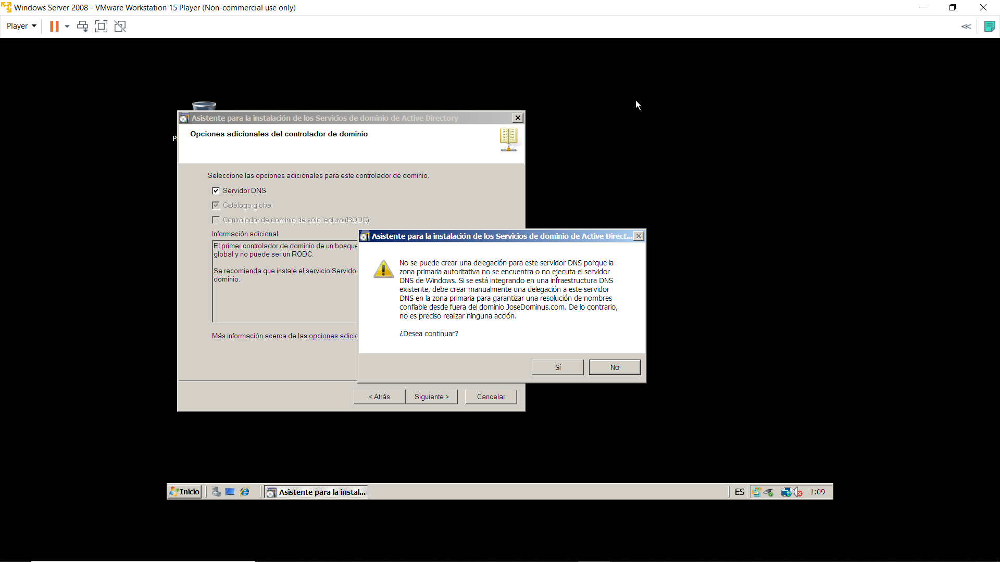 Windows Server 2008 - VMware Workstation 15 Player (Non-commercial use only)
Player
Asistente para la instalación de los Servicios de dominio de Active Directory
Opciones adicionales del controlador de dominio
Seleccione las opciones adicionales para este controlador de dominio.
Servidor DNS
Catálogo global
Controlador de dominio de sólo lectura (RODC)
Información adicional:
El primer controlador de dominio de un bosque
global y no puede ser un RODC.
Se recomienda que instale el servicio Servidor
dominio.
Más información acerca de las opciones adicio
< Atrás
Siguiente >
Cancelar
Asistente para la instalación de los Servicios de dominio de Active Direct...
No se puede crear una delegación para este servidor DNS porque la
zona primaria autoritativa no se encuentra o no ejecuta el servidor
DNS de Windows. Si se está integrando en una infraestructura DNS
existente, debe crear manualmente una delegación a este servidor
DNS en la zona primaria para garantizar una resolución de nombres
confiable desde fuera del dominio JoseDominus.com. De lo contrario,
no es preciso realizar ninguna acción.
¿Desea continuar?
Sí
No
Inicio
Asistente para la instal...
ES
1:09